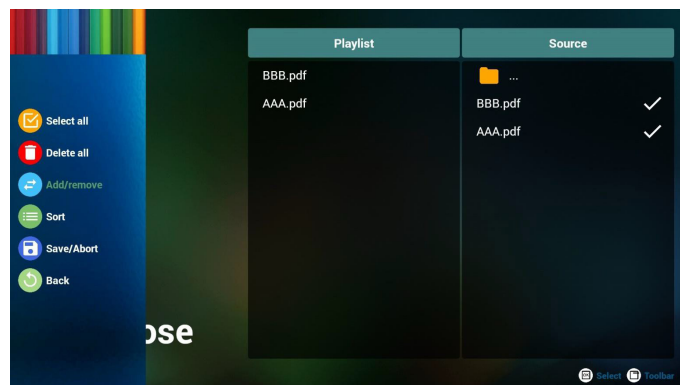 Playlist
Source
BBB.pdf
AAA.pdf
...
BBB.pdf
AAA.pdf
Select all
Delete all
Add/remove
Sort
Save/Abort
Back
ose
Select
Toolbar